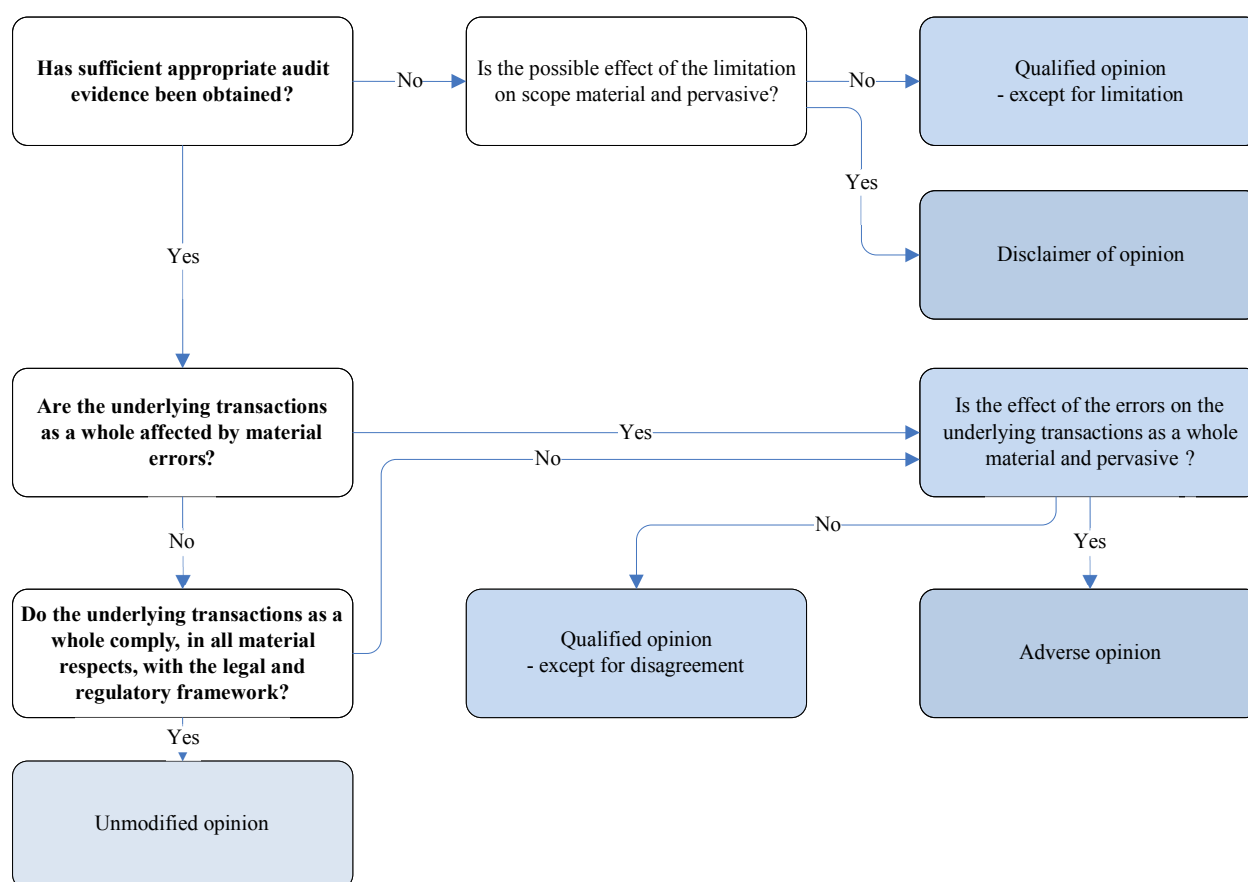 Has sufficient appropriate audit
evidence been obtained?
No
Is the possible effect of the limitation
on scope material and pervasive?
No
Qualified opinion
- except for limitation
Yes
Disclaimer of opinion
Yes
Are the underlying transactions
as a whole affected by material
errors?
Yes
No
Is the effect of the errors on the
underlying transactions as a whole
material and pervasive ?
No
No
Yes
Do the underlying transactions as a
whole comply, in all material
respects, with the legal and
regulatory framework?
Qualified opinion
- except for disagreement
Adverse opinion
Yes
Unmodified opinion